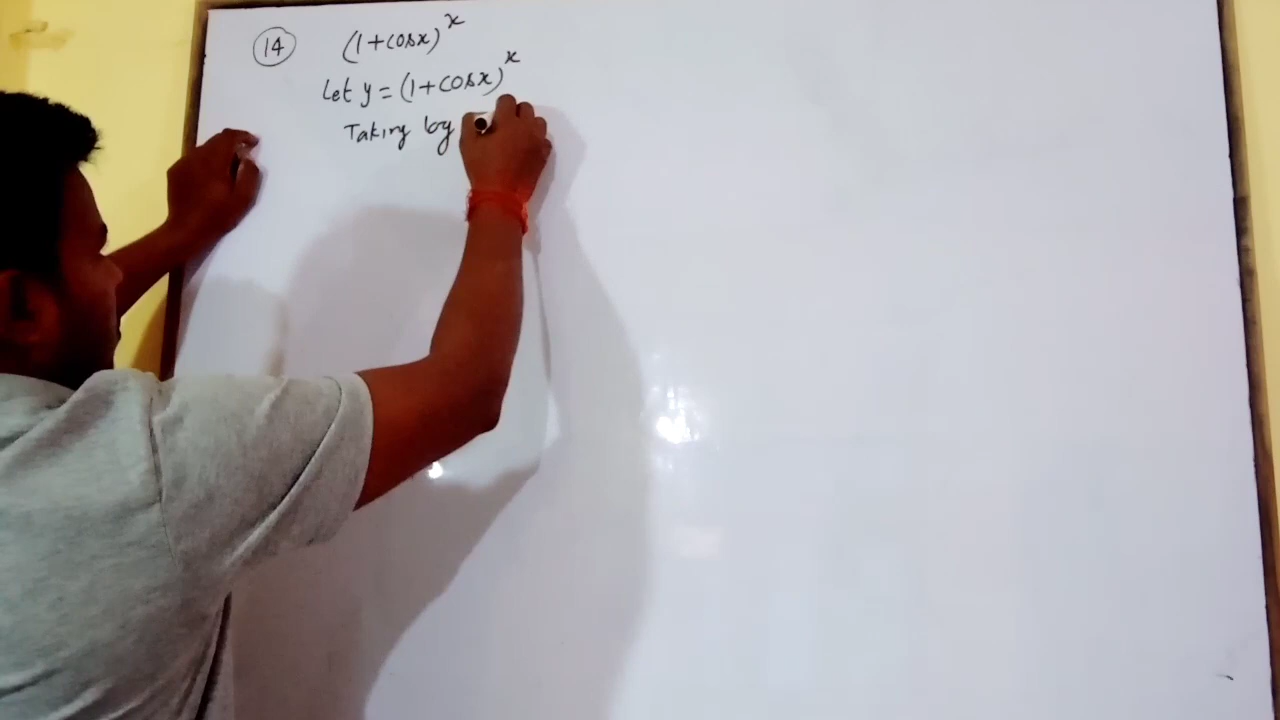 14 (1+cosx)^x
Let y = (1+cosx)^x
Taking log